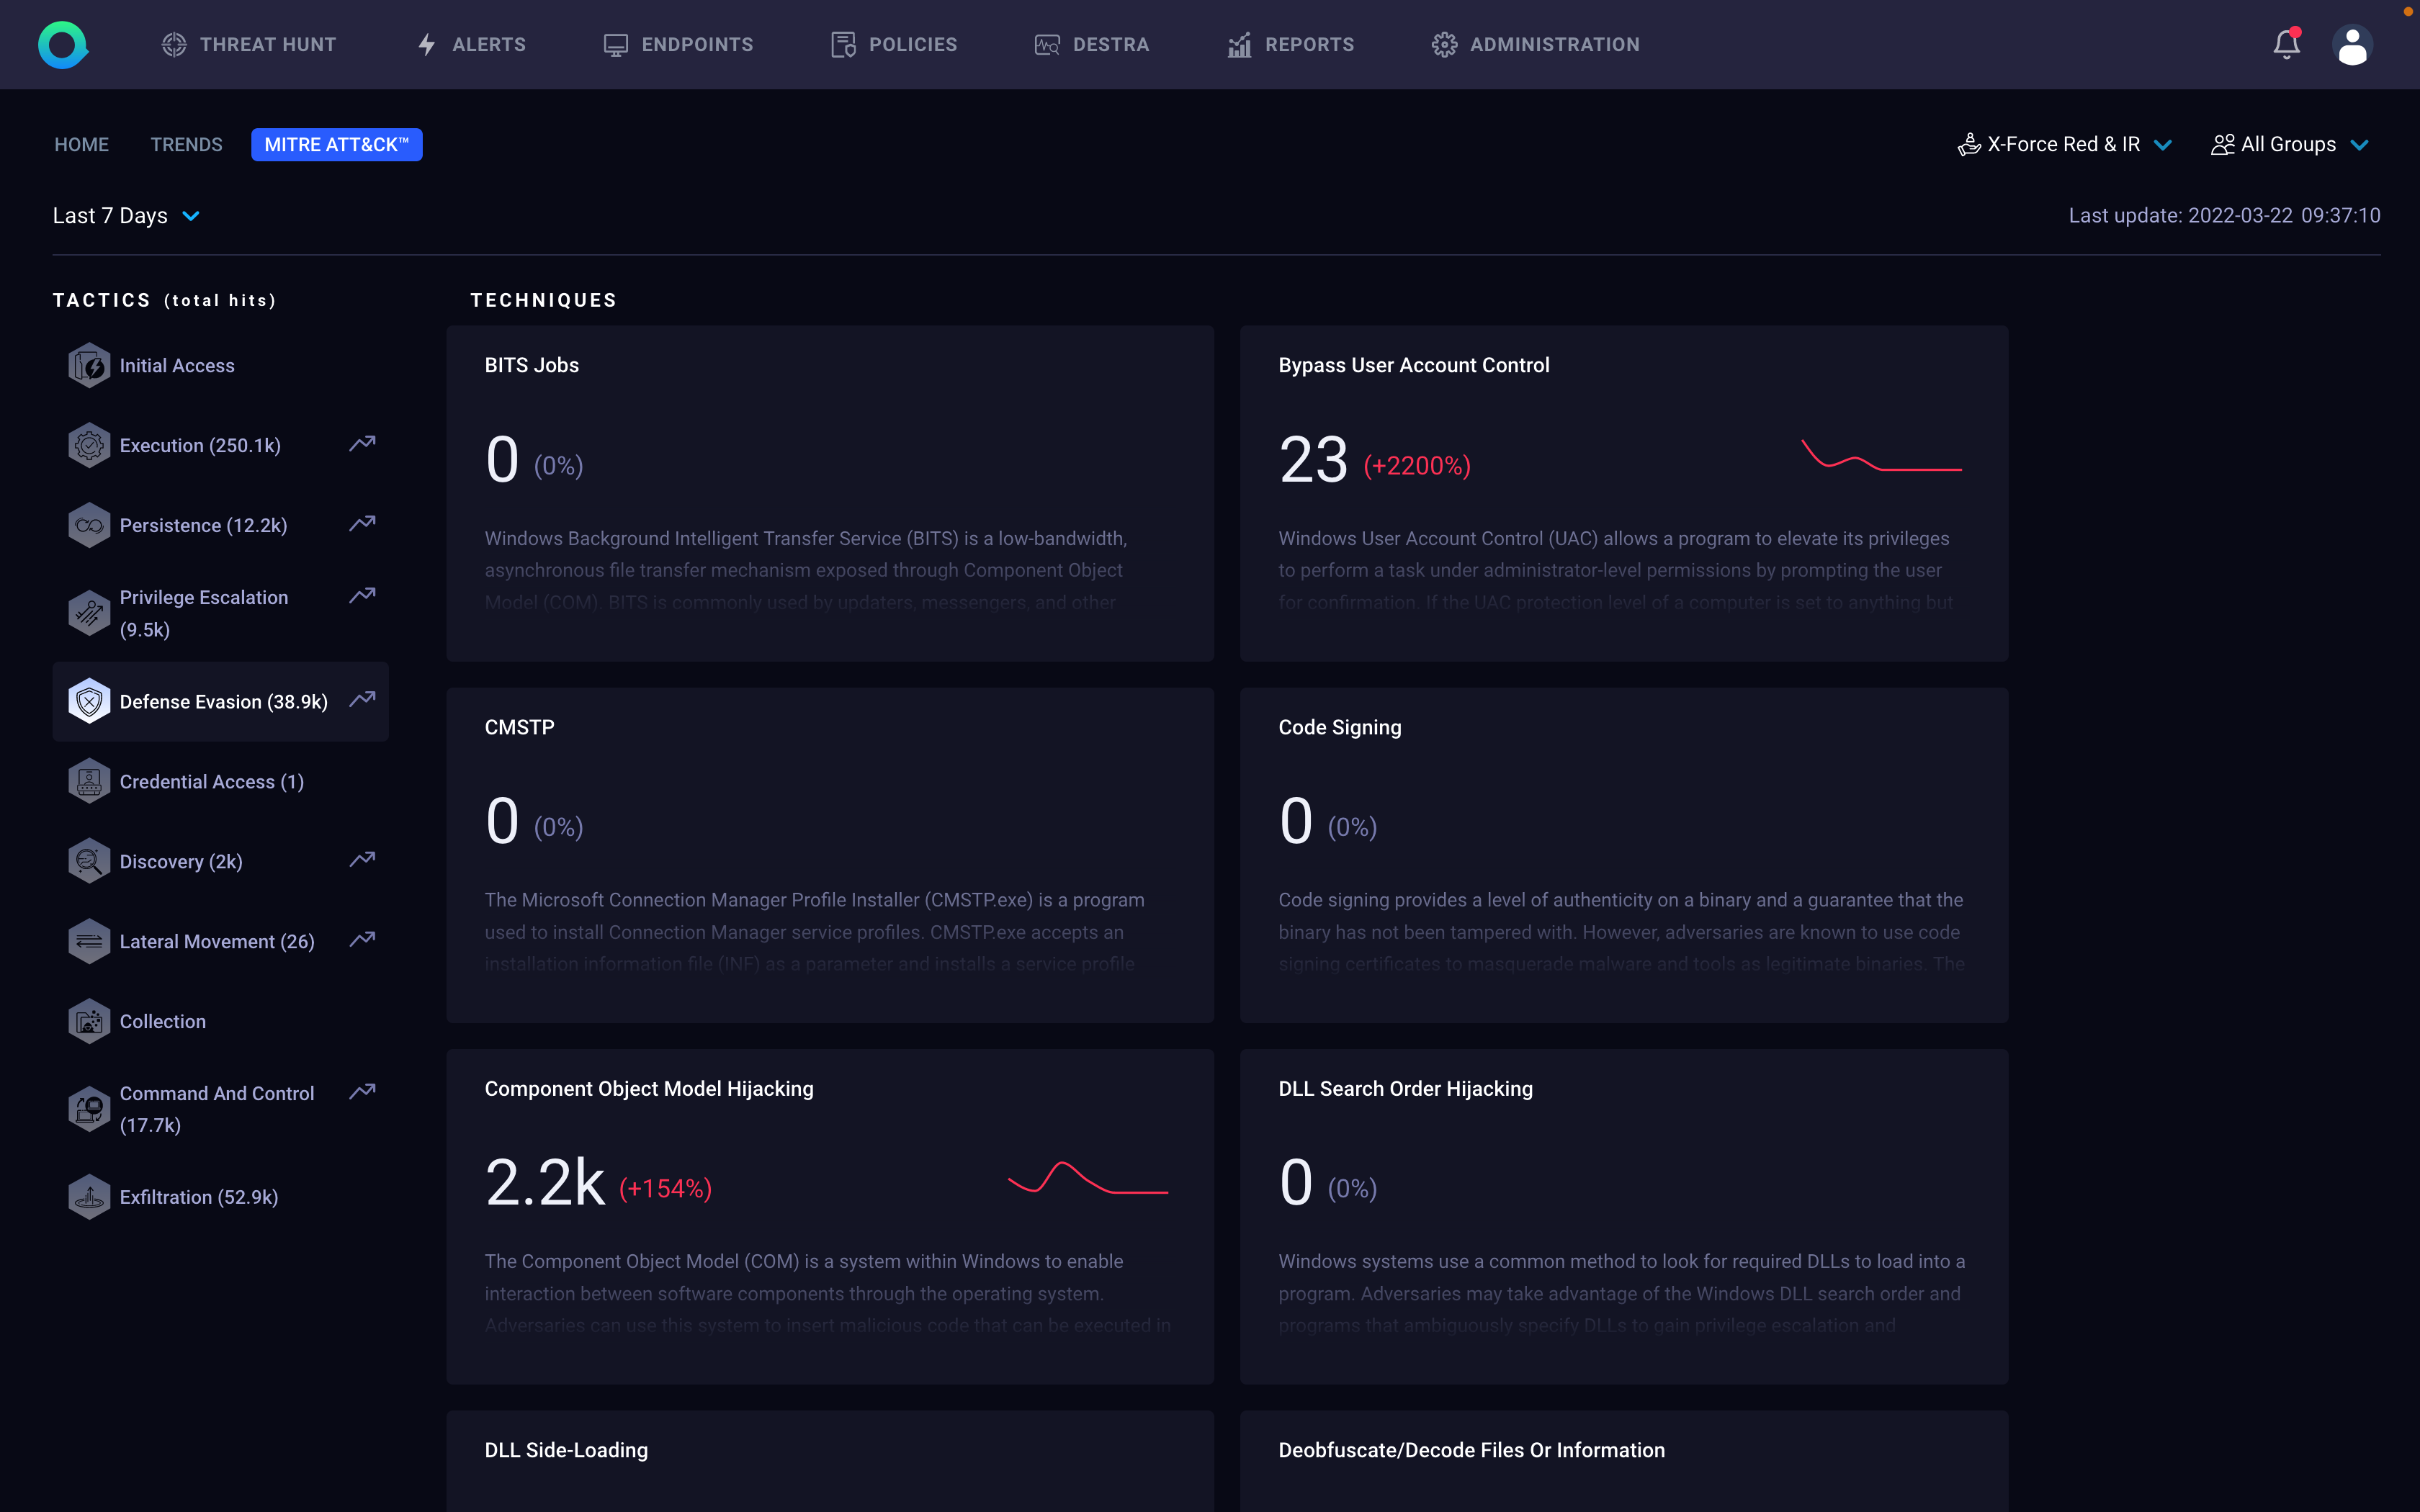 THREAT HUNT
ALERTS
ENDPOINTS
POLICIES
DESTRA
REPORTS
ADMINISTRATION
HOME
TRENDS
MITRE ATT&CK™
X-Force Red & IR
All Groups
Last 7 Days
Last update: 2022-03-22 09:37:10
TACTICS (total hits)
Initial Access
Execution (250.1k)
Persistence (12.2k)
Privilege Escalation
(9.5k)
Defense Evasion (38.9k)
Credential Access (1)
Discovery (2k)
Lateral Movement (26)
Collection
Command And Control
(17.7k)
Exfiltration (52.9k)
TECHNIQUES
BITS Jobs
0 (0%)
Windows Background Intelligent Transfer Service (BITS) is a low-bandwidth,
asynchronous file transfer mechanism exposed through Component Object
Model (COM). BITS is commonly used by updaters, messengers, and other
Bypass User Account Control
23 (+2200%)
Windows User Account Control (UAC) allows a program to elevate its privileges
to perform a task under administrator-level permissions by prompting the user
for confirmation. If the UAC protection level of a computer is set to anything but
CMSTP
0 (0%)
The Microsoft Connection Manager Profile Installer (CMSTP.exe) is a program
used to install Connection Manager service profiles. CMSTP.exe accepts an
installation information file (INF) as a parameter and installs a service profile
Code Signing
0 (0%)
Code signing provides a level of authenticity on a binary and a guarantee that the
binary has not been tampered with. However, adversaries are known to use code
signing certificates to masquerade malware and tools as legitimate binaries. The
Component Object Model Hijacking
2.2k (+154%)
The Component Object Model (COM) is a system within Windows to enable
interaction between software components through the operating system.
Adversaries can use this system to insert malicious code that can be executed in
DLL Search Order Hijacking
0 (0%)
Windows systems use a common method to look for required DLLs to load into a
program. Adversaries may take advantage of the Windows DLL search order and
programs that ambiguously specify DLLs to gain privilege escalation and
DLL Side-Loading
Deobfuscate/Decode Files Or Information